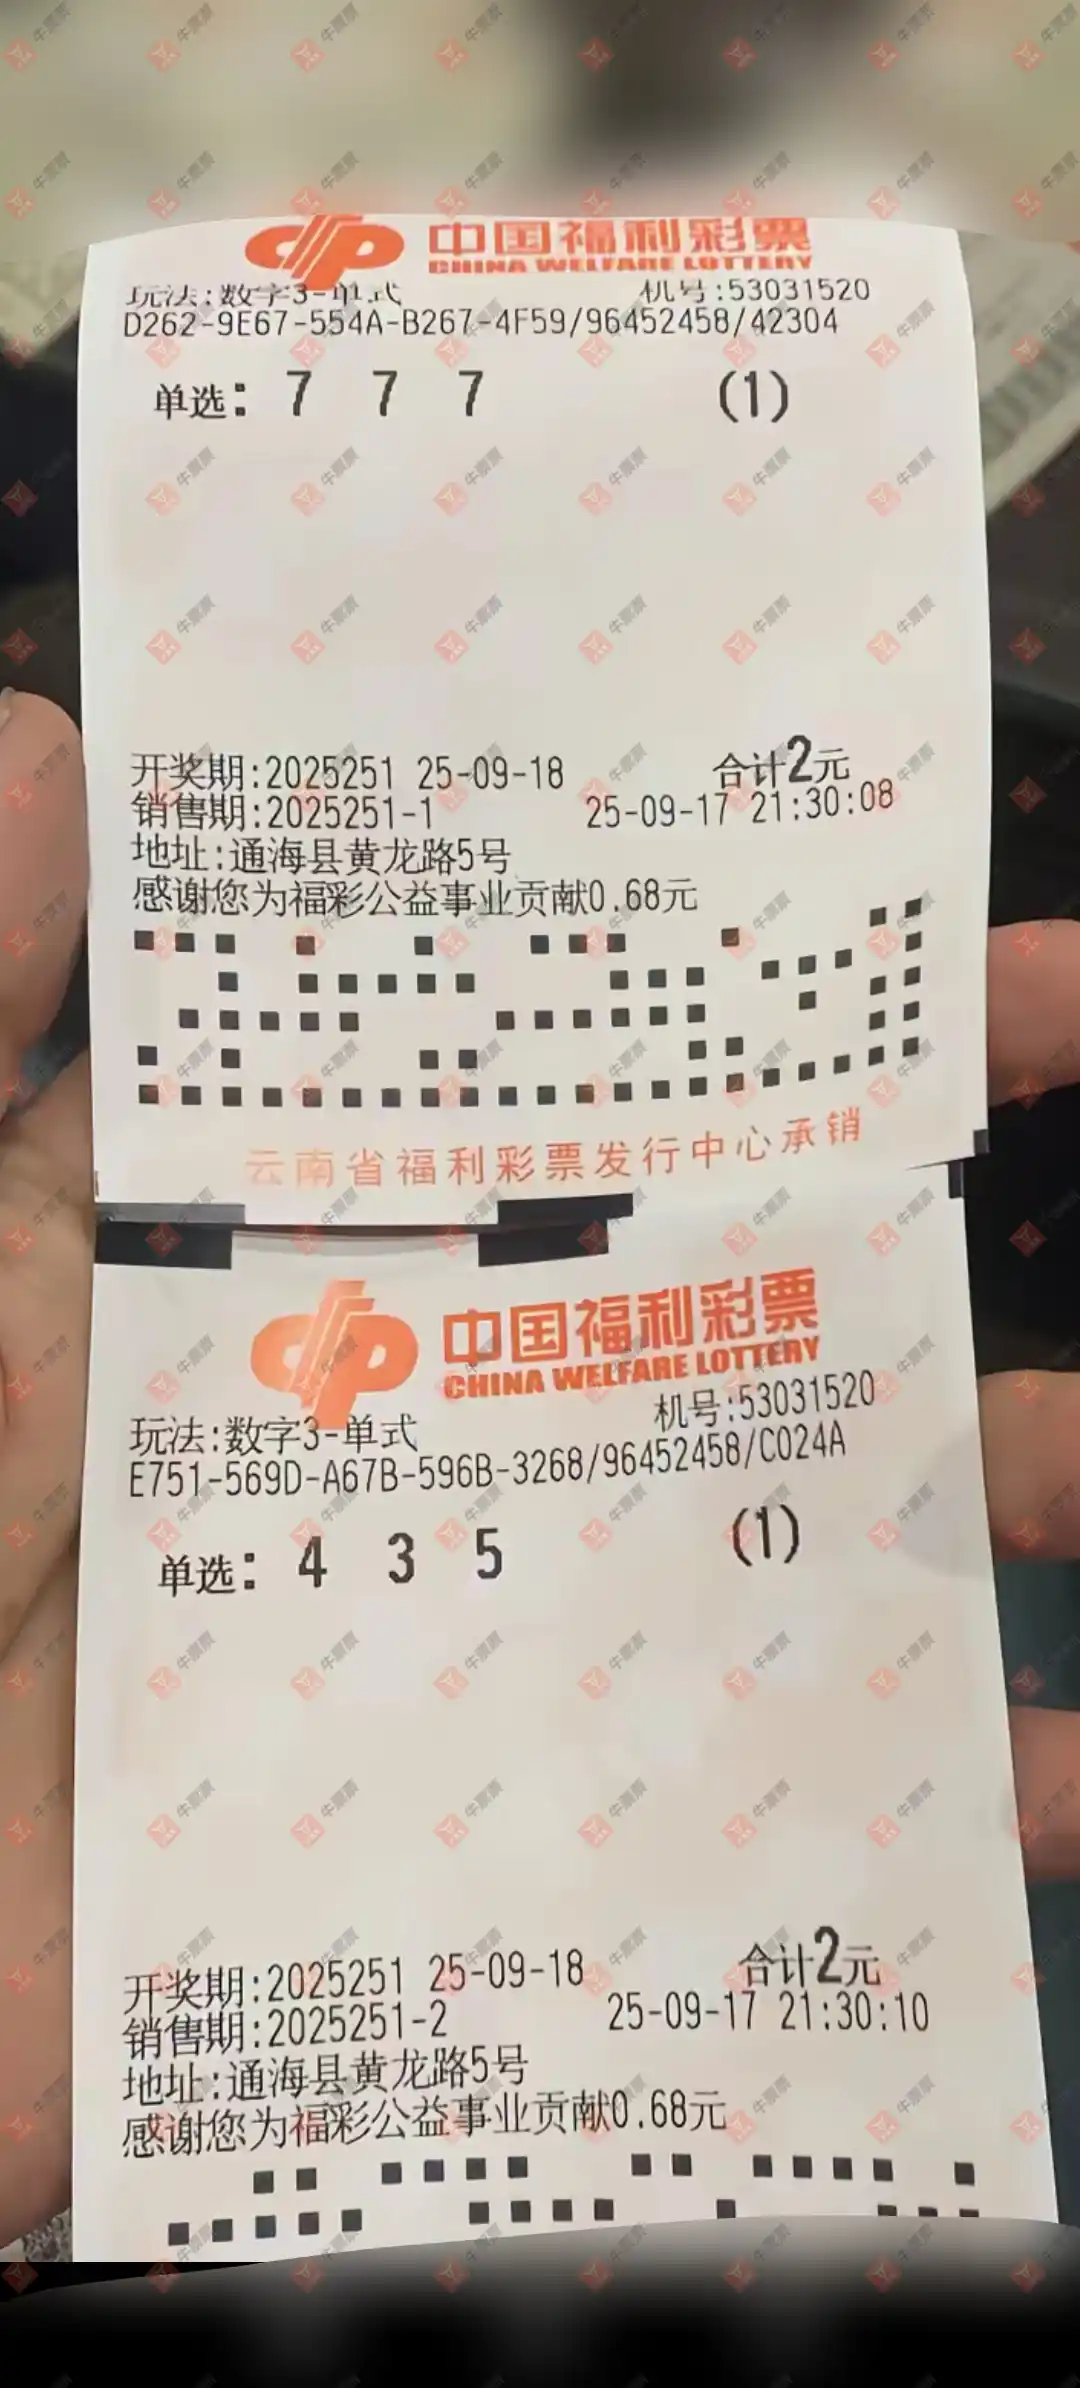 中国福利彩票
CHINA WELFARE LOTTERY
玩法:数字3-单式 机号:53031520
D262-9E67-554A-B267-4F59/96452458/42304
单选: 7 7 7 (1)
开奖期:2025251 25-09-18 合计2元
销售期:2025251-1 25-09-17 21:30:08
地址:通海县黄龙路5号
感谢您为福彩公益事业贡献0.68元
云南省福利彩票发行中心承销
中国福利彩票
CHINA WELFARE LOTTERY
玩法:数字3-单式 机号:53031520
E751-569D-A67B-596B-3268/96452458/C024A
单选: 4 3 5 (1)
开奖期:2025251 25-09-18 合计2元
销售期:2025251-2 25-09-17 21:30:10
地址:通海县黄龙路5号
感谢您为福彩公益事业贡献0.68元
牛票票